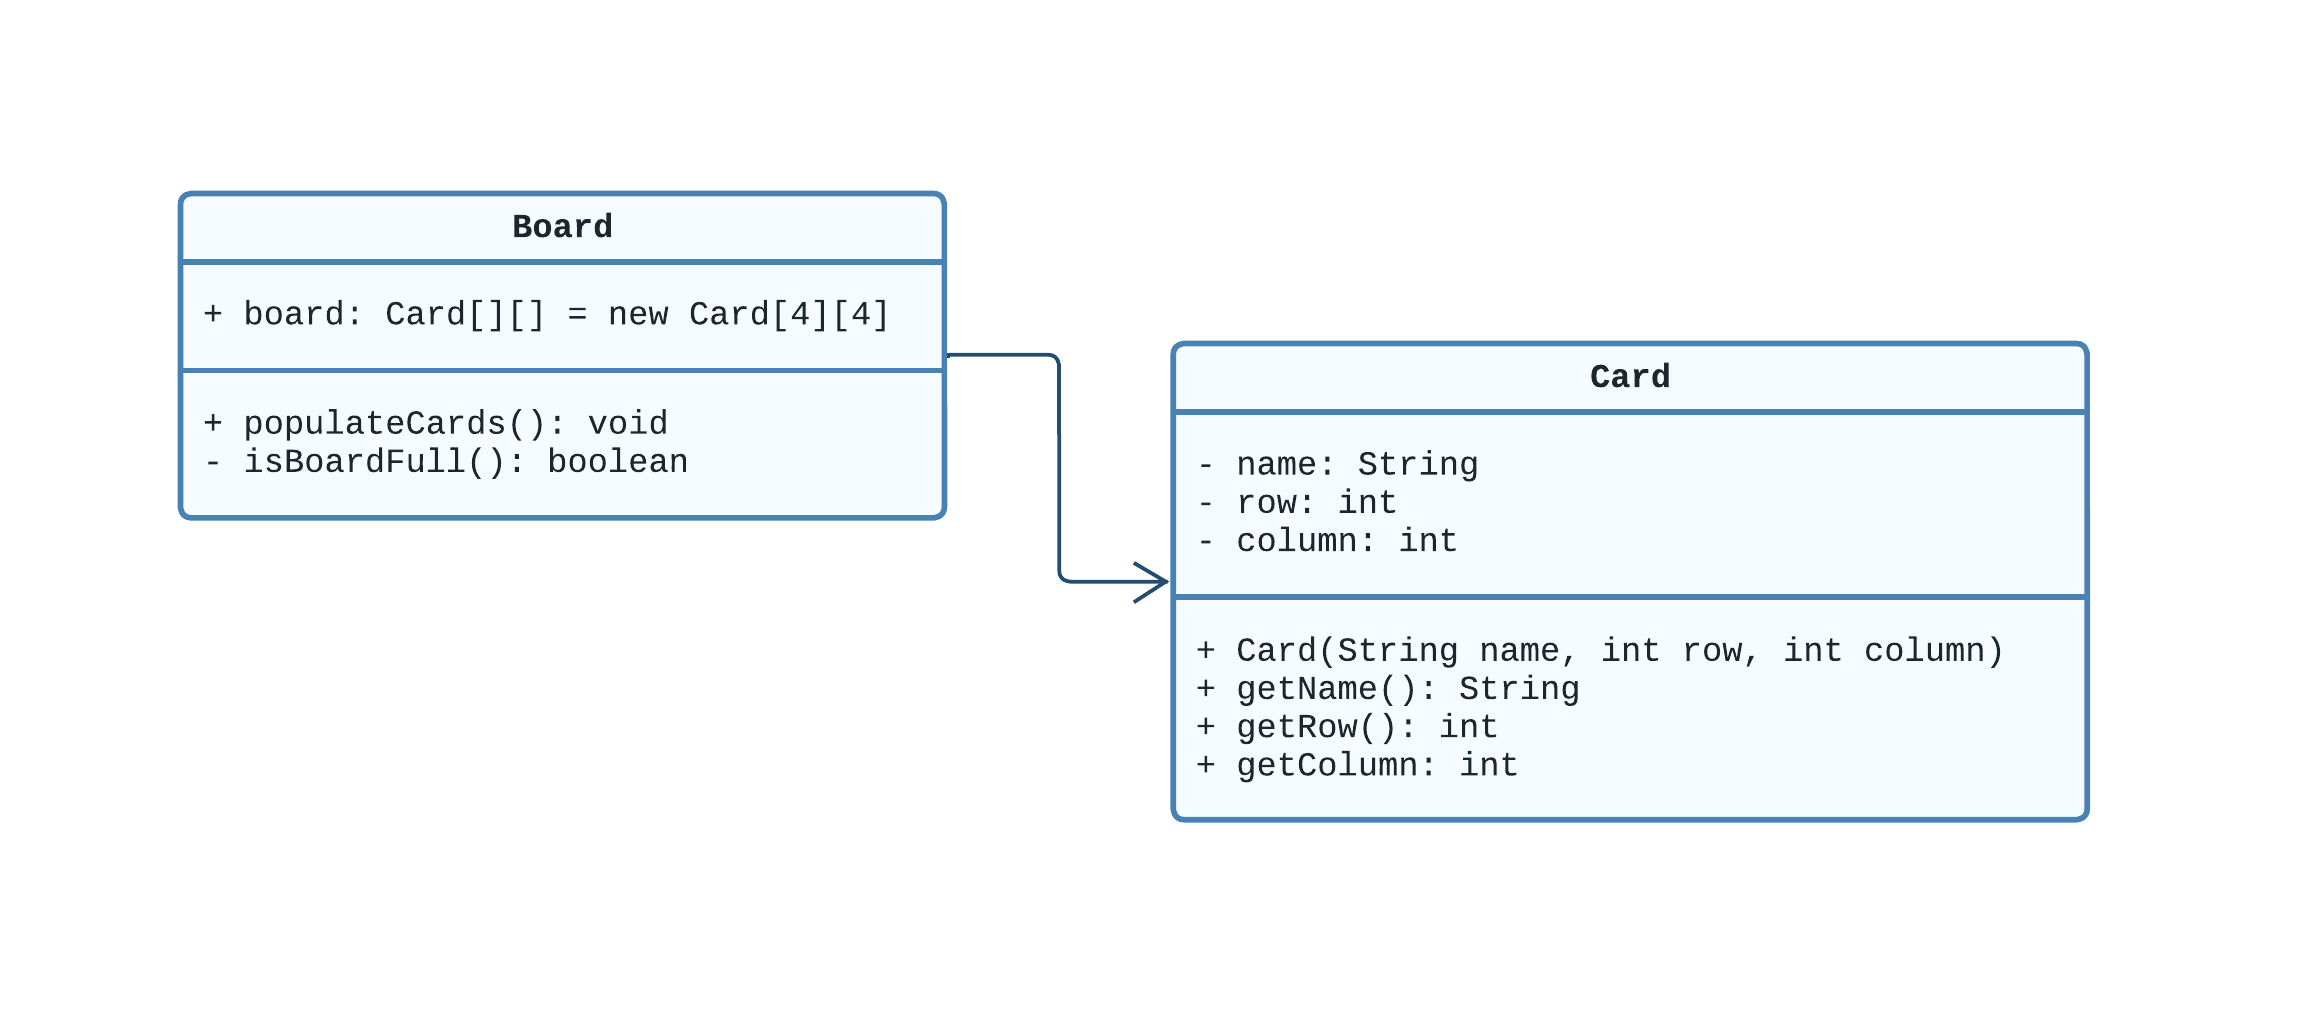 Board
+ board: Card[][] = new Card[4][4]
+ populateCards(): void
- isBoardFull(): boolean
Card
- name: String
- row: int
- column: int
+ Card(String name, int row, int column)
+ getName(): String
+ getRow(): int
+ getColumn: int